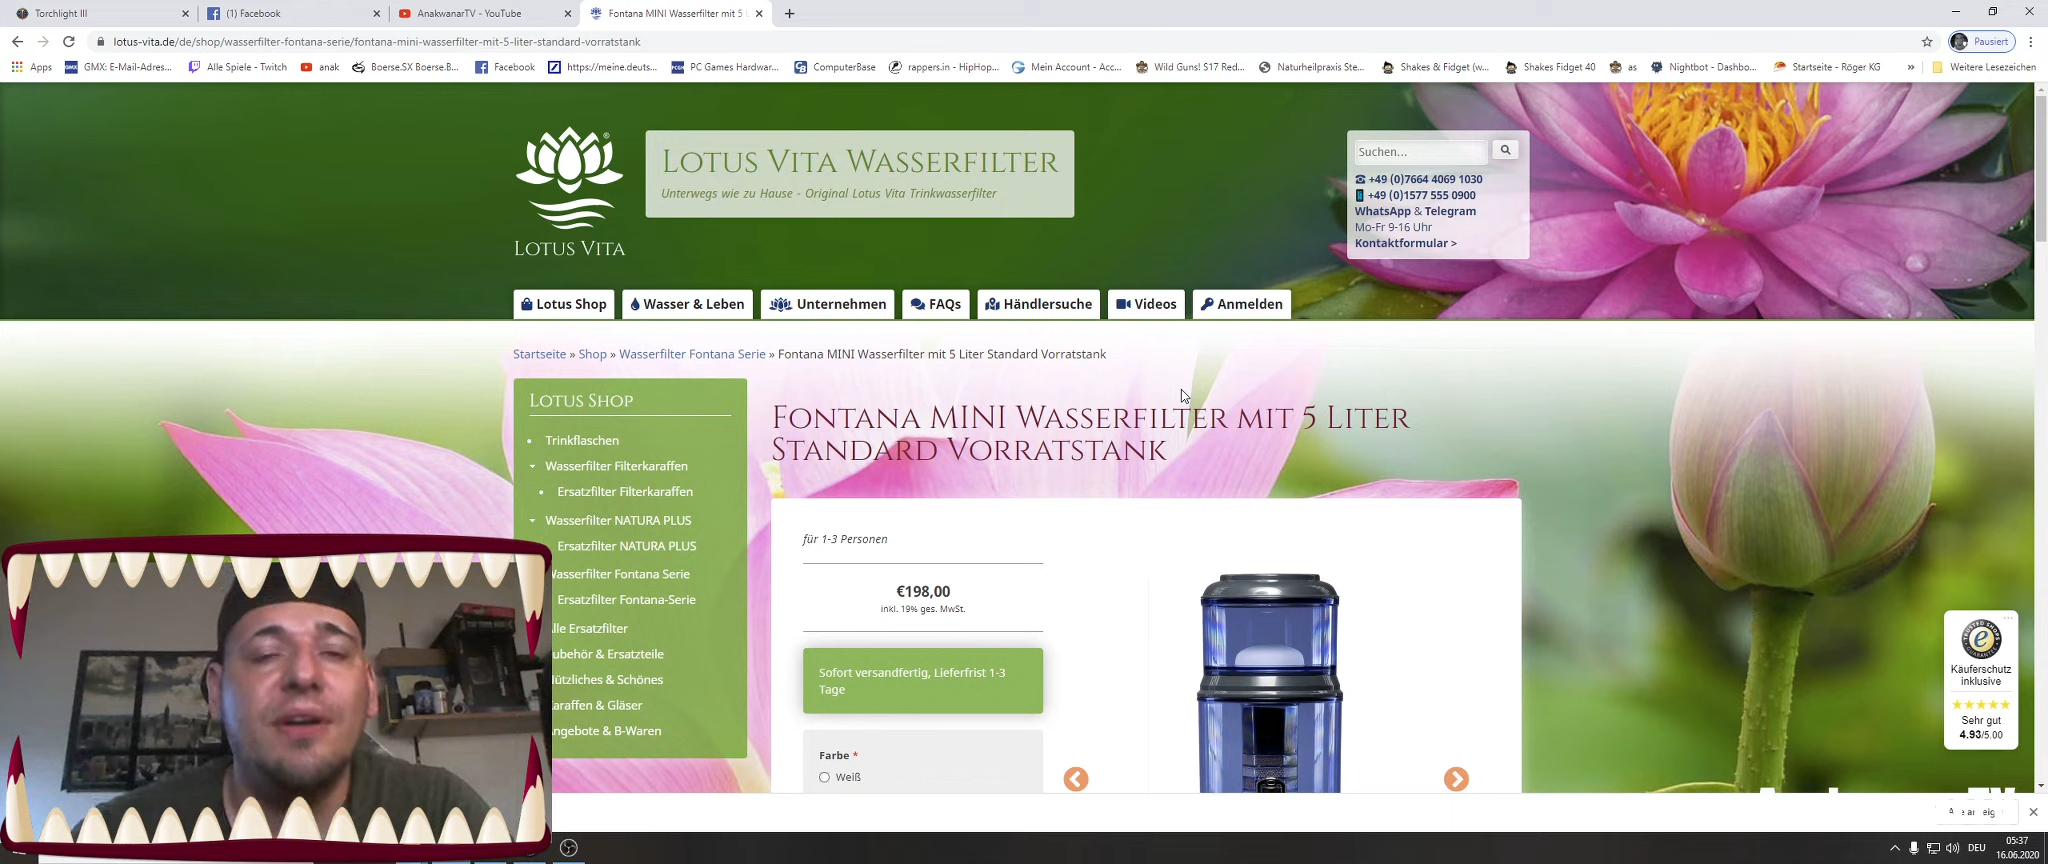 Torchlight III
(1) Facebook
AnakwanarTV - YouTube
Fontana MINI Wasserfilter mit 5 L
lotus-vita.de/de/shop/wasserfilter-fontana-serie/fontana-mini-wasserfilter-mit-5-liter-standard-vorratstank
Pausiert
Apps
GMX: E-Mail-Adres...
Alle Spiele - Twitch
anak
Boerse.SX Boerse.B...
Facebook
https://meine.deuts...
PC Games Hardwar...
ComputerBase
rappers.in - HipHop...
Mein Account - Acc...
Wild Guns! S17 Red...
Naturheilpraxis Ste...
Shakes & Fidget (w...
Shakes Fidget 40
as
Nightbot - Dashbo...
Startseite - Röger KG
»
Weitere Lesezeichen
LOTUS VITA
LOTUS VITA WASSERFILTER
Unterwegs wie zu Hause - Original Lotus Vita Trinkwasserfilter
Suchen...
+49 (0)7664 4069 1030
+49 (0)1577 555 0900
WhatsApp & Telegram
Mo-Fr 9-16 Uhr
Kontaktformular >
Lotus Shop
Wasser & Leben
Unternehmen
FAQs
Händlersuche
Videos
Anmelden
Startseite » Shop » Wasserfilter Fontana Serie » Fontana MINI Wasserfilter mit 5 Liter Standard Vorratstank
LOTUS SHOP
Trinkflaschen
Wasserfilter Filterkaraffen
Ersatzfilter Filterkaraffen
Wasserfilter NATURA PLUS
Ersatzfilter NATURA PLUS
Wasserfilter Fontana Serie
Ersatzfilter Fontana-Serie
lle Ersatzfilter
ubehör & Ersatzteile
ützliches & Schönes
araffen & Gläser
ngebote & B-Waren
FONTANA MINI WASSERFILTER MIT 5 LITER
STANDARD VORRATSTANK
für 1-3 Personen
€198,00
inkl. 19% ges. MwSt.
Sofort versandfertig, Lieferfrist 1-3
Tage
Farbe *
Weiß
TRUSTED SHOPS
GUARANTEE
Käuferschutz
inklusive
Sehr gut
4.93/5.00
DEU
05:37
16.06.2020